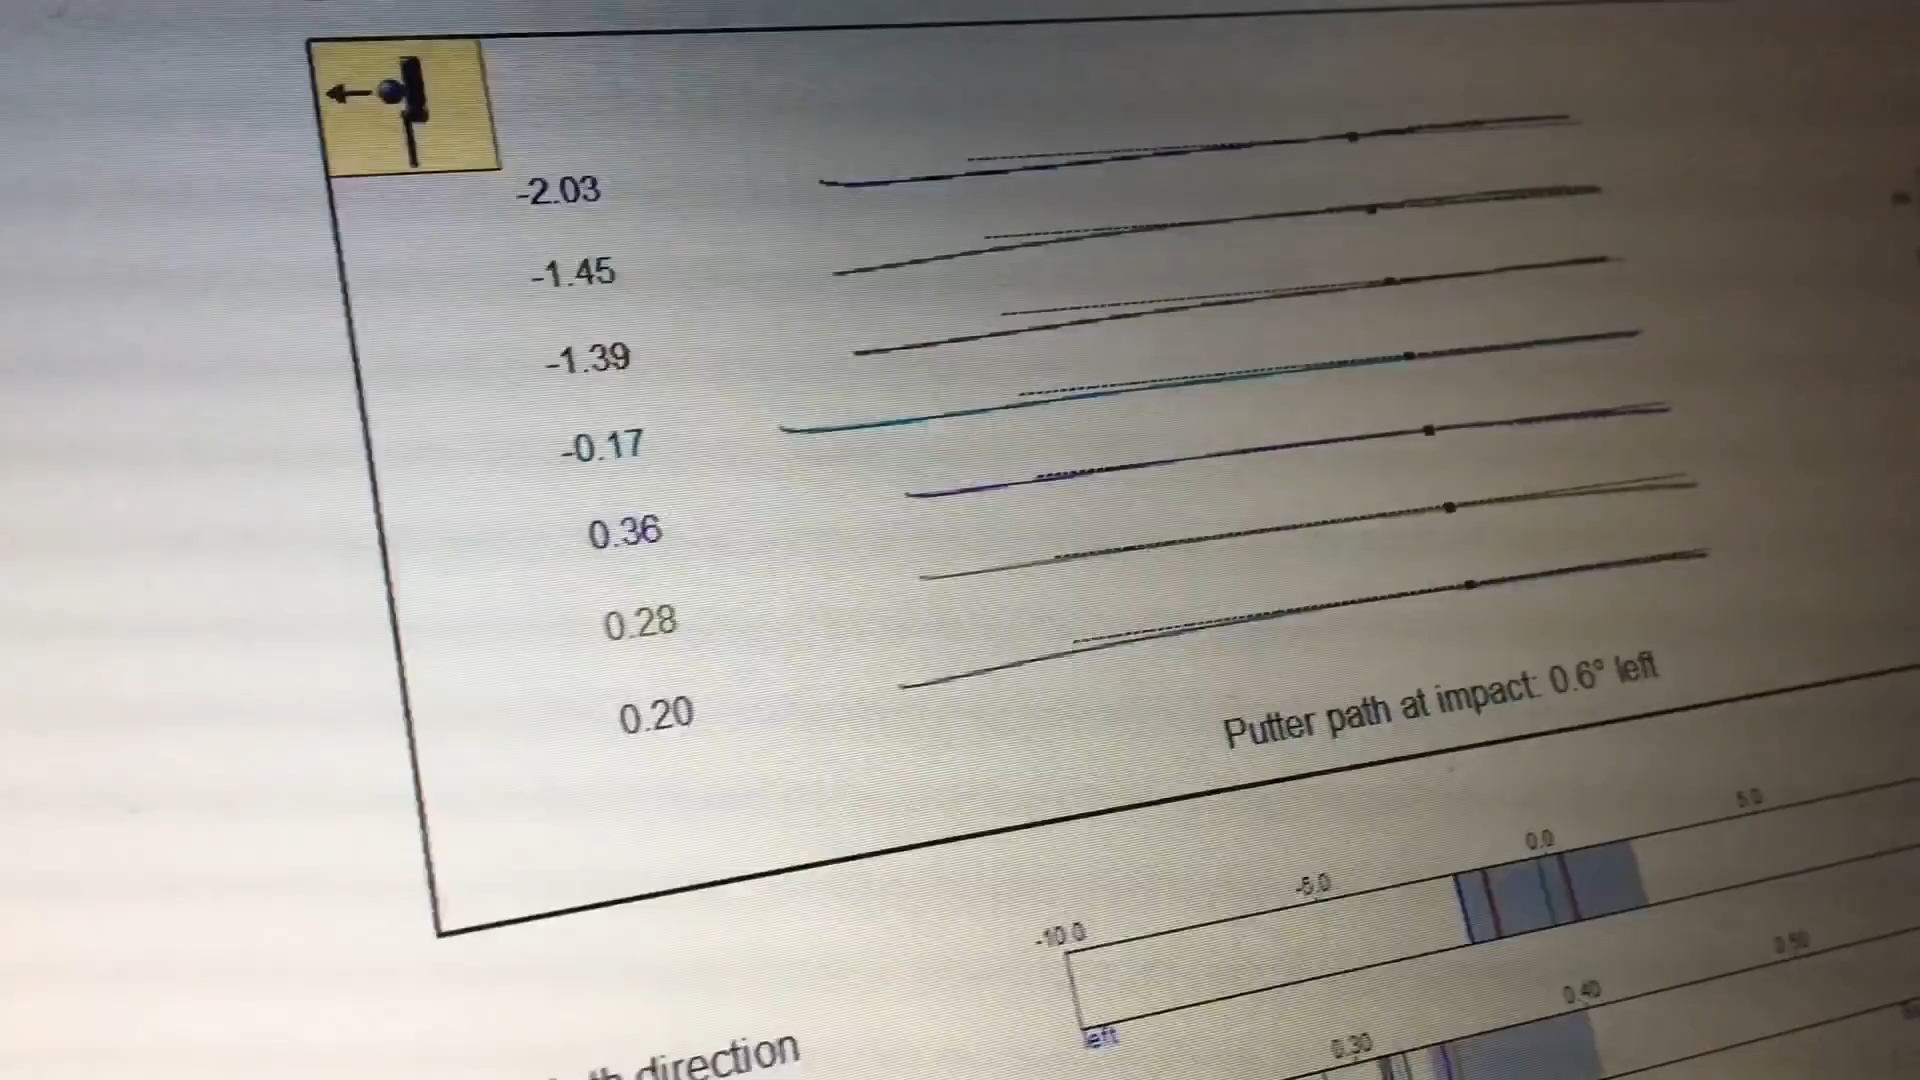 -2.03
-1.45
-1.39
-0.17
0.36
0.28
0.20
Putter path at impact: 0.6° left
-10.0 -5.0 0.0 5.0
left
direction
0.30 0.40 0.50